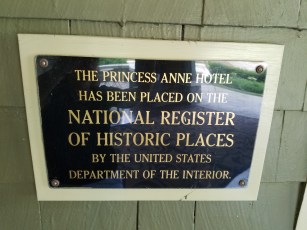 THE PRINCESS ANNE HOTEL
HAS BEEN PLACED ON THE
NATIONAL REGISTER
OF HISTORIC PLACES
BY THE UNITED STATES
DEPARTMENT OF THE INTERIOR.